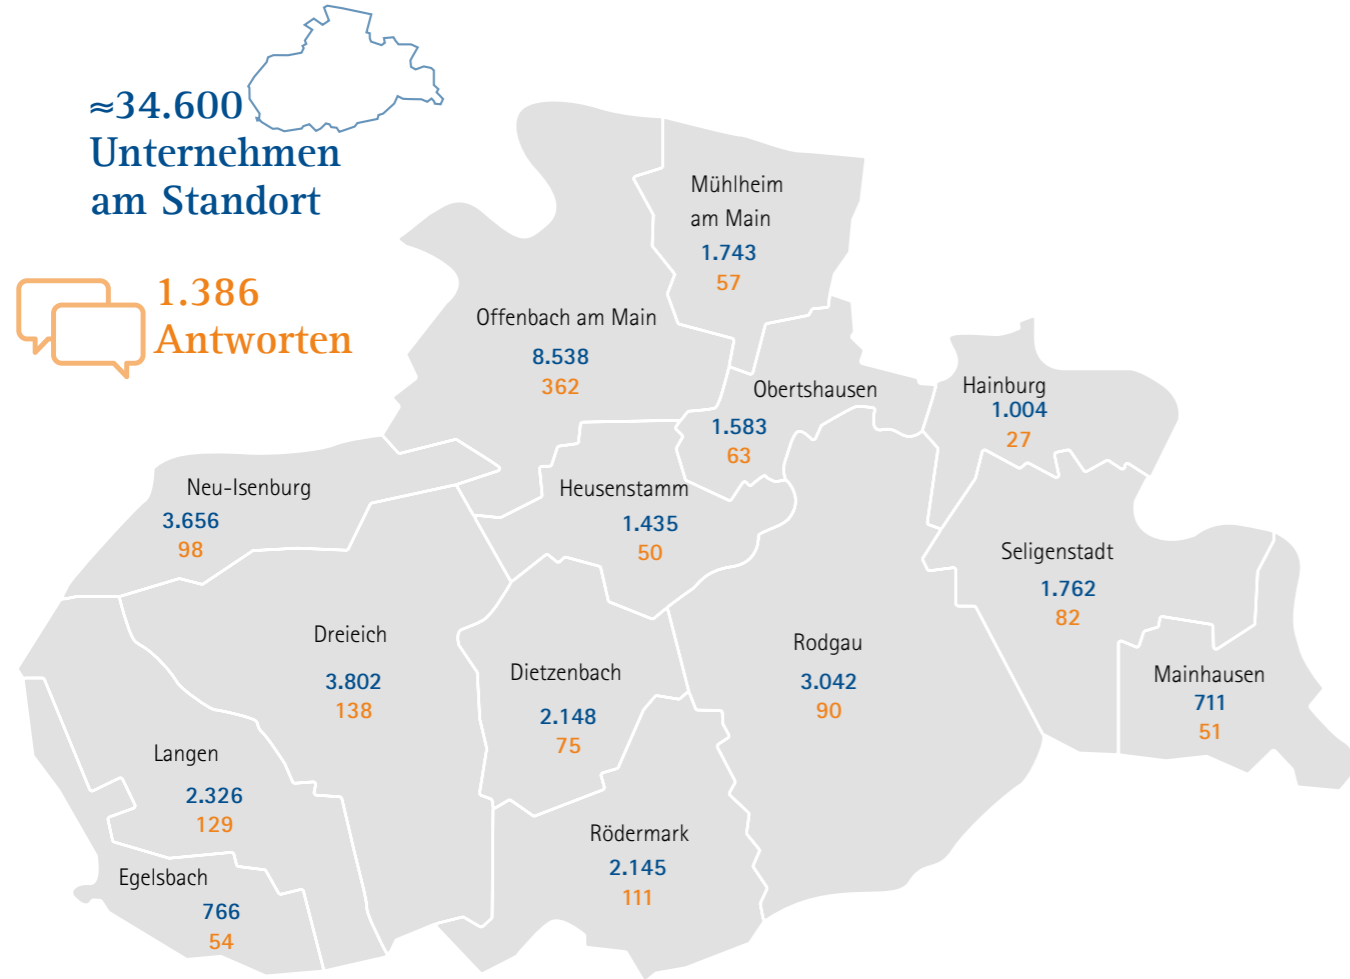 ≈34.600
Unternehmen
am Standort
1.386
Antworten
Mühlheim
am Main
1.743
57
Offenbach am Main
8.538
362
Obertshausen
1.583
63
Hainburg
1.004
27
Neu-Isenburg
3.656
98
Heusenstamm
1.435
50
Seligenstadt
1.762
82
Dreieich
3.802
138
Dietzenbach
2.148
75
Rodgau
3.042
90
Mainhausen
711
51
Langen
2.326
129
Rödermark
2.145
111
Egelsbach
766
54